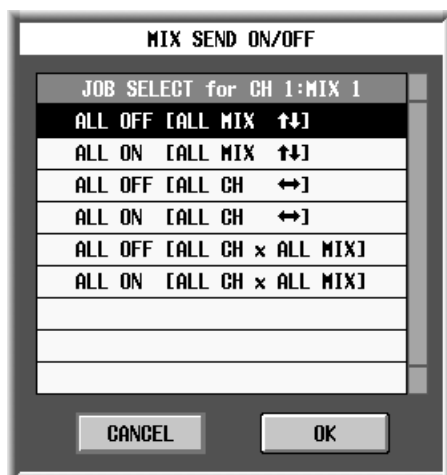 MIX SEND ON/OFF
JOB SELECT for CH 1:MIX 1
ALL OFF [ALL MIX ↑↓]
ALL ON [ALL MIX ↑↓]
ALL OFF [ALL CH ↔]
ALL ON [ALL CH ↔]
ALL OFF [ALL CH x ALL MIX]
ALL ON [ALL CH x ALL MIX]
CANCEL OK